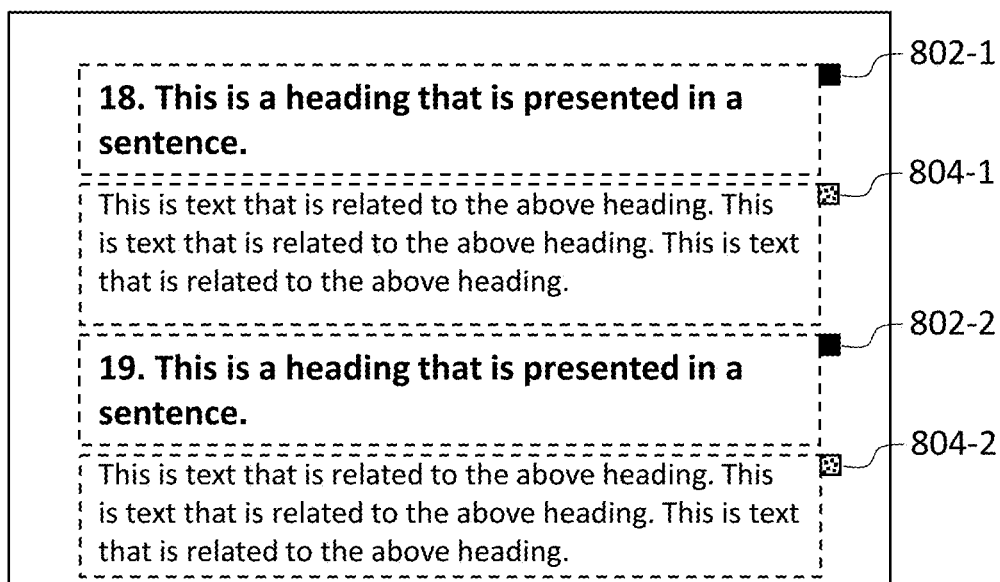 802-1
18. This is a heading that is presented in a
sentence.
804-1
This is text that is related to the above heading. This
is text that is related to the above heading. This is text
that is related to the above heading.
802-2
19. This is a heading that is presented in a
sentence.
804-2
This is text that is related to the above heading. This
is text that is related to the above heading. This is text
that is related to the above heading.